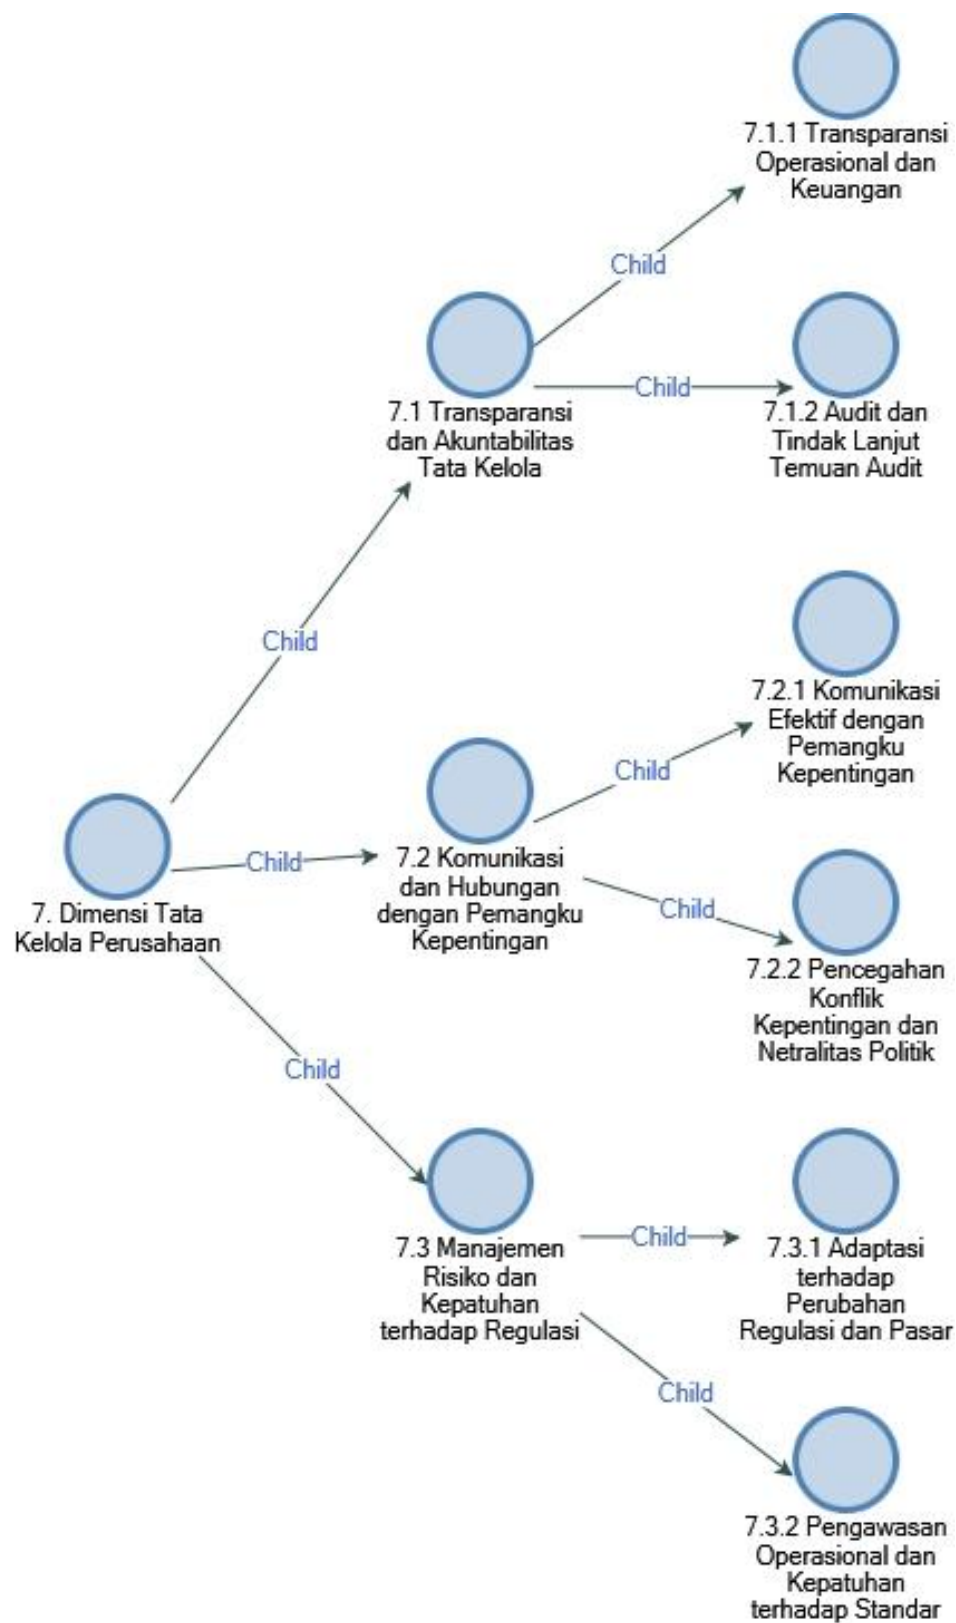 7.1.1 Transparansi
Operasional dan
Keuangan
Child
7.1 Transparansi
dan Akuntabilitas
Tata Kelola
Child
7.1.2 Audit dan
Tindak Lanjut
Temuan Audit
Child
7.2.1 Komunikasi
Efektif dengan
Pemangku
Kepentingan
Child
7. Dimensi Tata
Kelola Perusahaan
Child
7.2 Komunikasi
dan Hubungan
dengan Pemangku
Kepentingan
Child
7.2.2 Pencegahan
Konflik
Kepentingan dan
Netralitas Politik
Child
7.3 Manajemen
Risiko dan
Kepatuhan
terhadap Regulasi
Child
7.3.1 Adaptasi
terhadap
Perubahan
Regulasi dan Pasar
Child
7.3.2 Pengawasan
Operasional dan
Kepatuhan
terhadap Standar